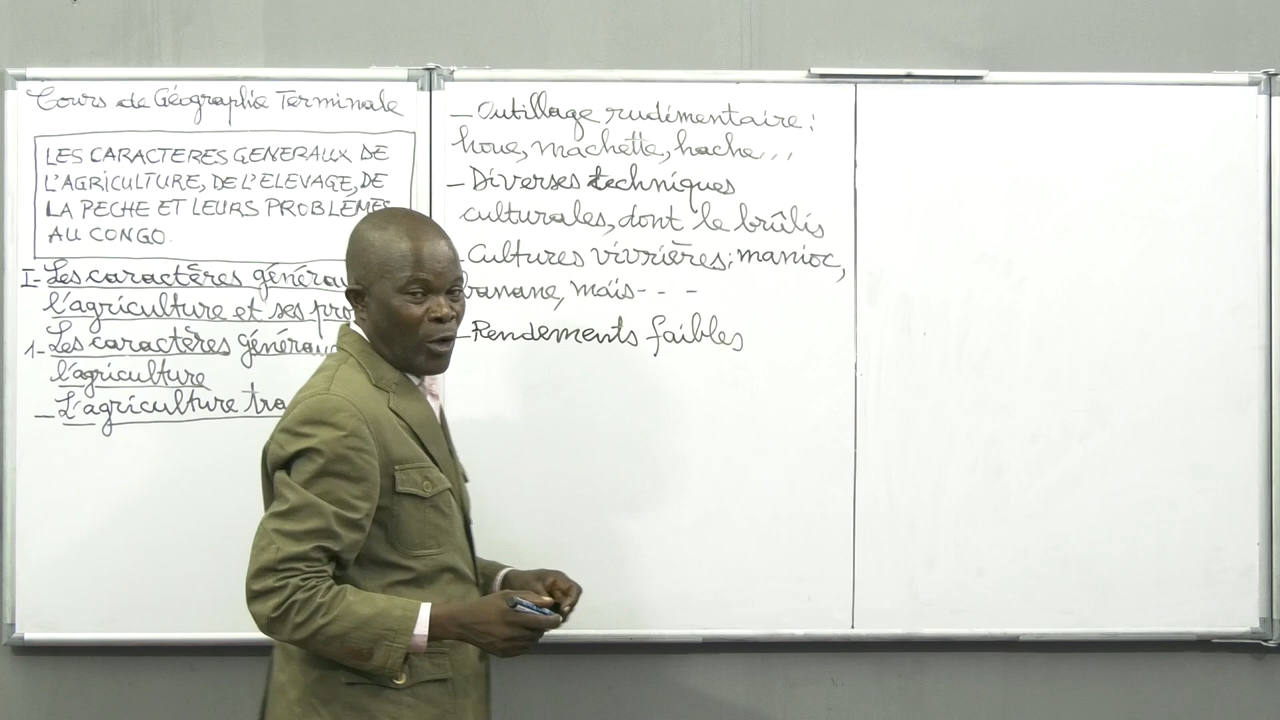 Cours de Géographie Terminale
LES CARACTERES GENERAUX DE
L'AGRICULTURE, DE L'ELEVAGE, DE
LA PECHE ET LEURS PROBLÉMES
AU CONGO.
I- Les caractères générau
l'agriculture et ses pro
1- Les caractères générau
l'agriculture
_ L'agriculture tra
_ Outillage rudimentaire :
houe, machette, hache...
_ Diverses techniques
culturales, dont le brûlis
_ Cultures vivrières: manioc,
banane, maïs- - -
_ Rendements faibles